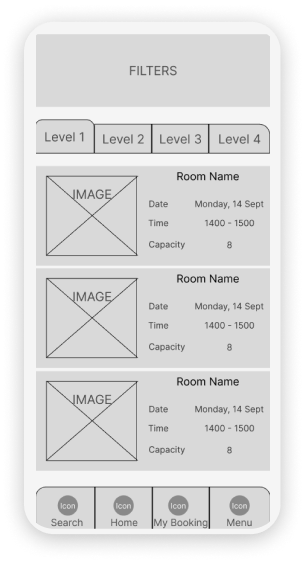 FILTERS
Level 1 Level 2 Level 3 Level 4
IMAGE
Room Name
Date Monday, 14 Sept
Time 1400 - 1500
Capacity 8
IMAGE
Room Name
Date Monday, 14 Sept
Time 1400 - 1500
Capacity 8
IMAGE
Room Name
Date Monday, 14 Sept
Time 1400 - 1500
Capacity 8
Icon Icon Icon Icon
Search Home My Booking Menu